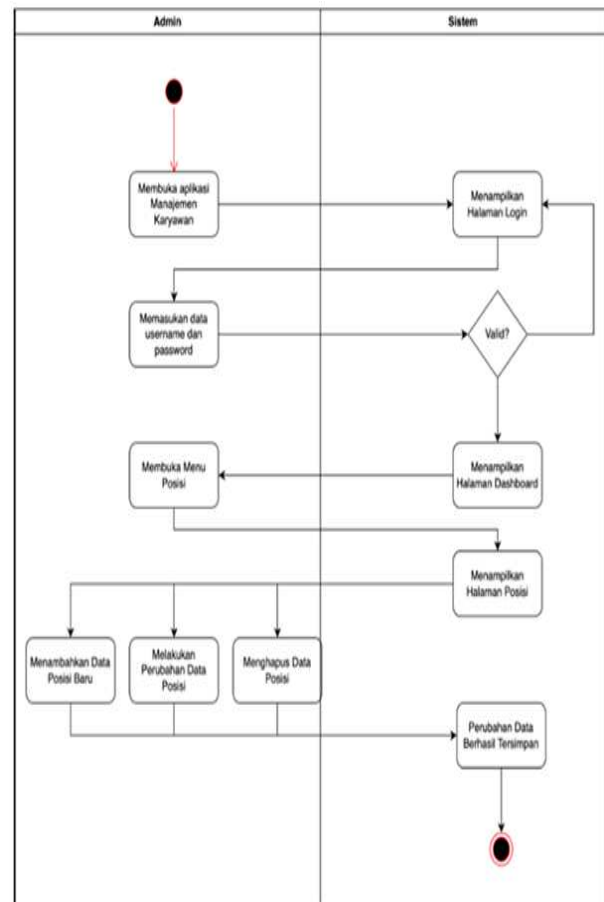 Admin
Sistem
Membuka aplikasi
Manajemen
Karyawan
Menampilkan
Halaman Login
Memasukan data
username dan
password
Valid?
Membuka Menu
Posisi
Menampilkan
Halaman Dashboard
Menampilkan
Halaman Posisi
Menambahkan Data
Posisi Baru
Melakukan
Perubahan Data
Posisi
Menghapus Data
Posisi
Perubahan Data
Berhasil Tersimpan